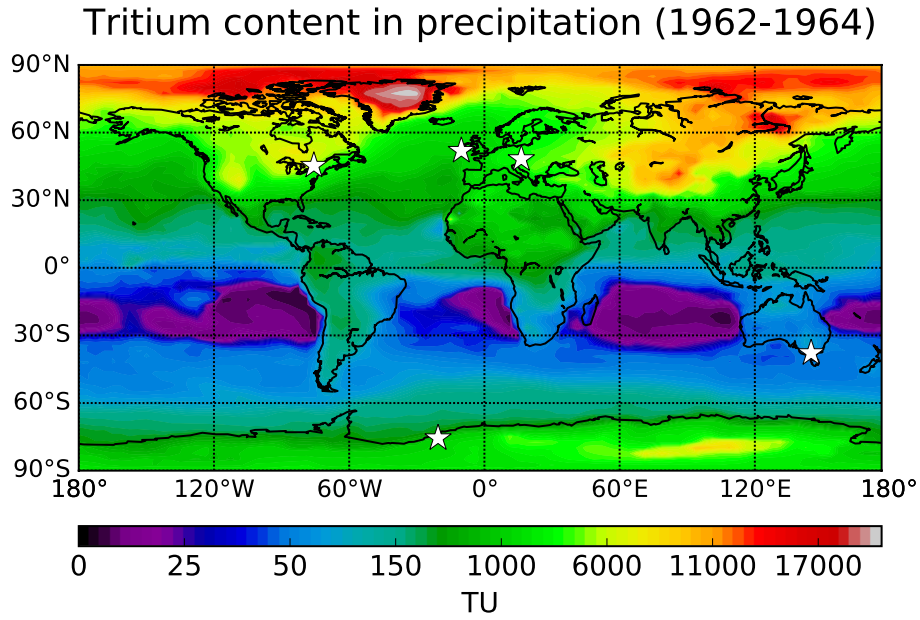 Tritium content in precipitation (1962-1964)
90°N
60°N
30°N
0°
30°S
60°S
90°S
180° 120°W 60°W 0° 60°E 120°E 180°
0 25 50 150 1000 6000 11000 17000
TU